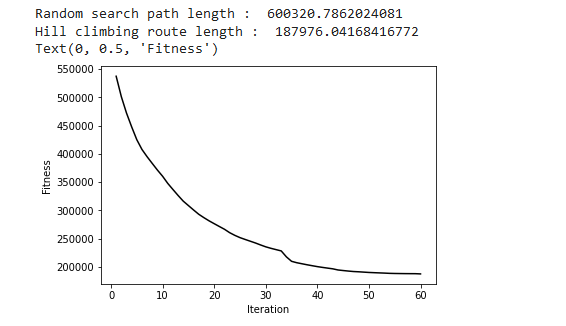 Random search path length :  600320.7862024081
Hill climbing route length :  187976.04168416772
Text(0, 0.5, 'Fitness')
550000
500000
450000
400000
350000
300000
250000
200000
Fitness
0 10 20 30 40 50 60
Iteration